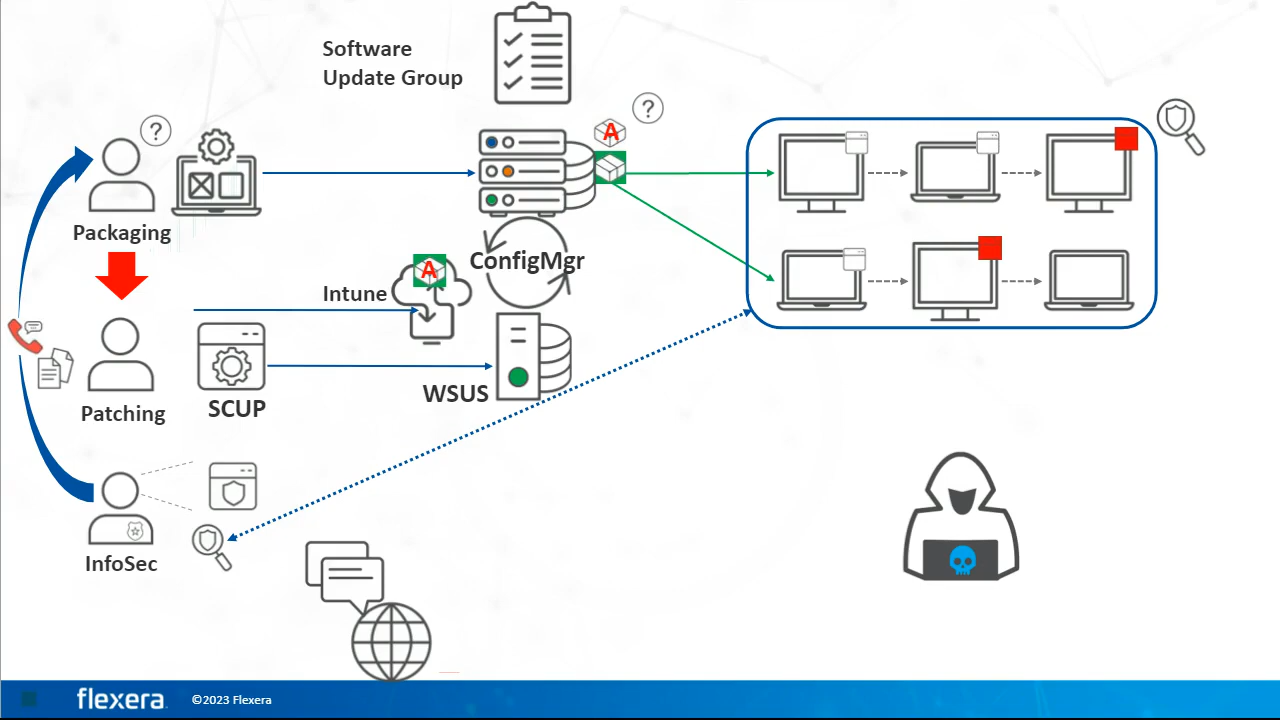 Software
Update Group
?
?
A
Packaging
ConfigMgr
A
Intune
Patching
SCUP
WSUS
InfoSec
flexera
©2023 Flexera